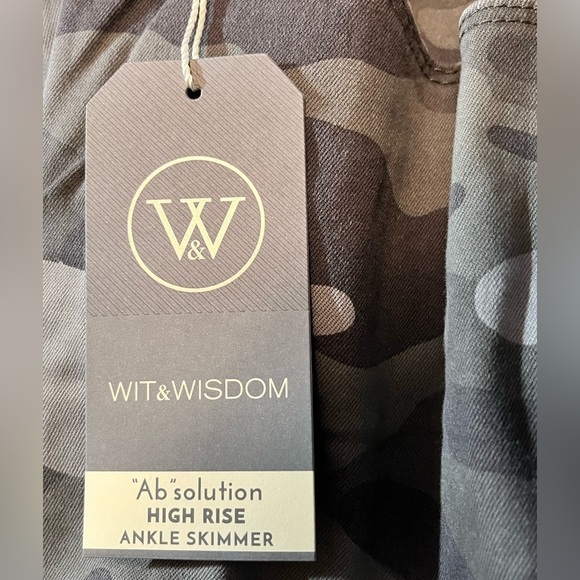 W&W
WIT&WISDOM
"Ab"solution
HIGH RISE
ANKLE SKIMMER